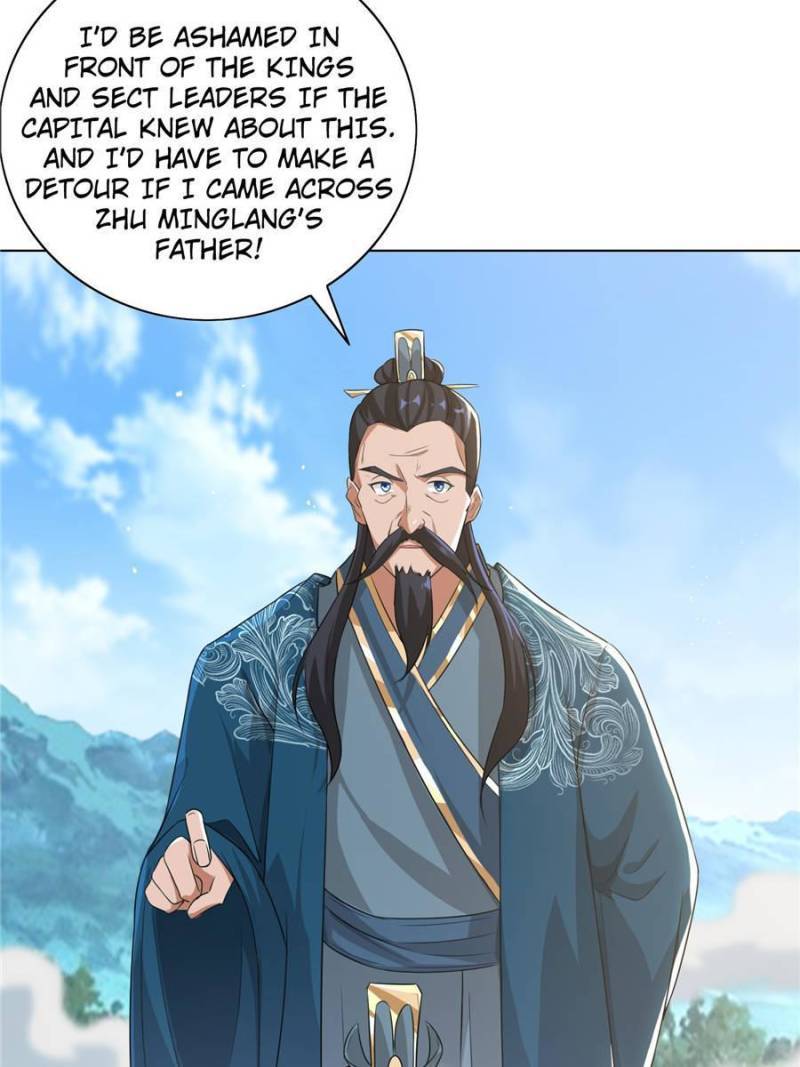 I'D BE ASHAMED IN
FRONT OF THE KINGS
AND SECT LEADERS IF THE
CAPITAL KNEW ABOUT THIS.
AND I'D HAVE TO MAKE A
DETOUR IF I CAME ACROSS
ZHU MINGLANG'S
FATHER!